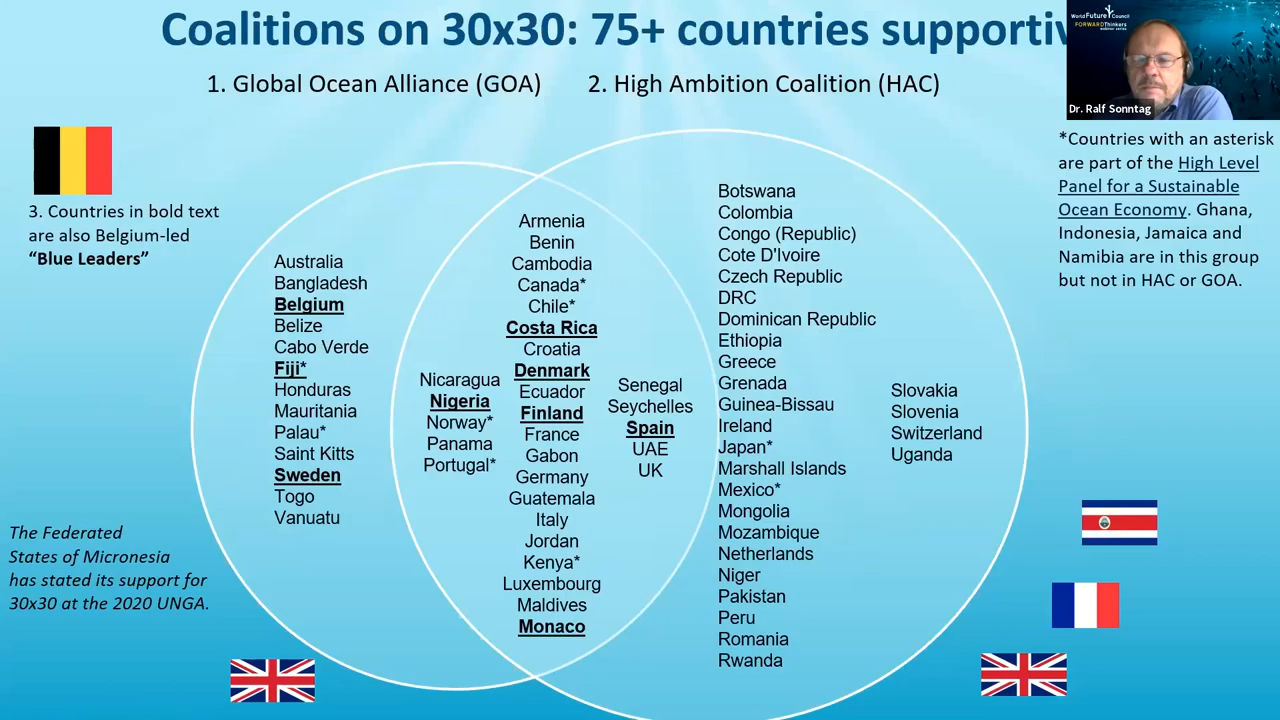 Coalitions on 30x30: 75+ countries supportiv
World Future Council
FORWARDThinkers
webinar series
Dr. Ralf Sonntag
1. Global Ocean Alliance (GOA)
2. High Ambition Coalition (HAC)
3. Countries in bold text
are also Belgium-led
“Blue Leaders”
The Federated
States of Micronesia
has stated its support for
30x30 at the 2020 UNGA.
Australia
Bangladesh
Belgium
Belize
Cabo Verde
Fiji*
Honduras
Mauritania
Palau*
Saint Kitts
Sweden
Togo
Vanuatu
Nicaragua
Nigeria
Norway*
Panama
Portugal*
Armenia
Benin
Cambodia
Canada*
Chile*
Costa Rica
Croatia
Denmark
Ecuador
Finland
France
Gabon
Germany
Guatemala
Italy
Jordan
Kenya*
Luxembourg
Maldives
Monaco
Senegal
Seychelles
Spain
UAE
UK
Botswana
Colombia
Congo (Republic)
Cote D'Ivoire
Czech Republic
DRC
Dominican Republic
Ethiopia
Greece
Grenada
Guinea-Bissau
Ireland
Japan*
Marshall Islands
Mexico*
Mongolia
Mozambique
Netherlands
Niger
Pakistan
Peru
Romania
Rwanda
Slovakia
Slovenia
Switzerland
Uganda
*Countries with an asterisk
are part of the High Level
Panel for a Sustainable
Ocean Economy. Ghana,
Indonesia, Jamaica and
Namibia are in this group
but not in HAC or GOA.